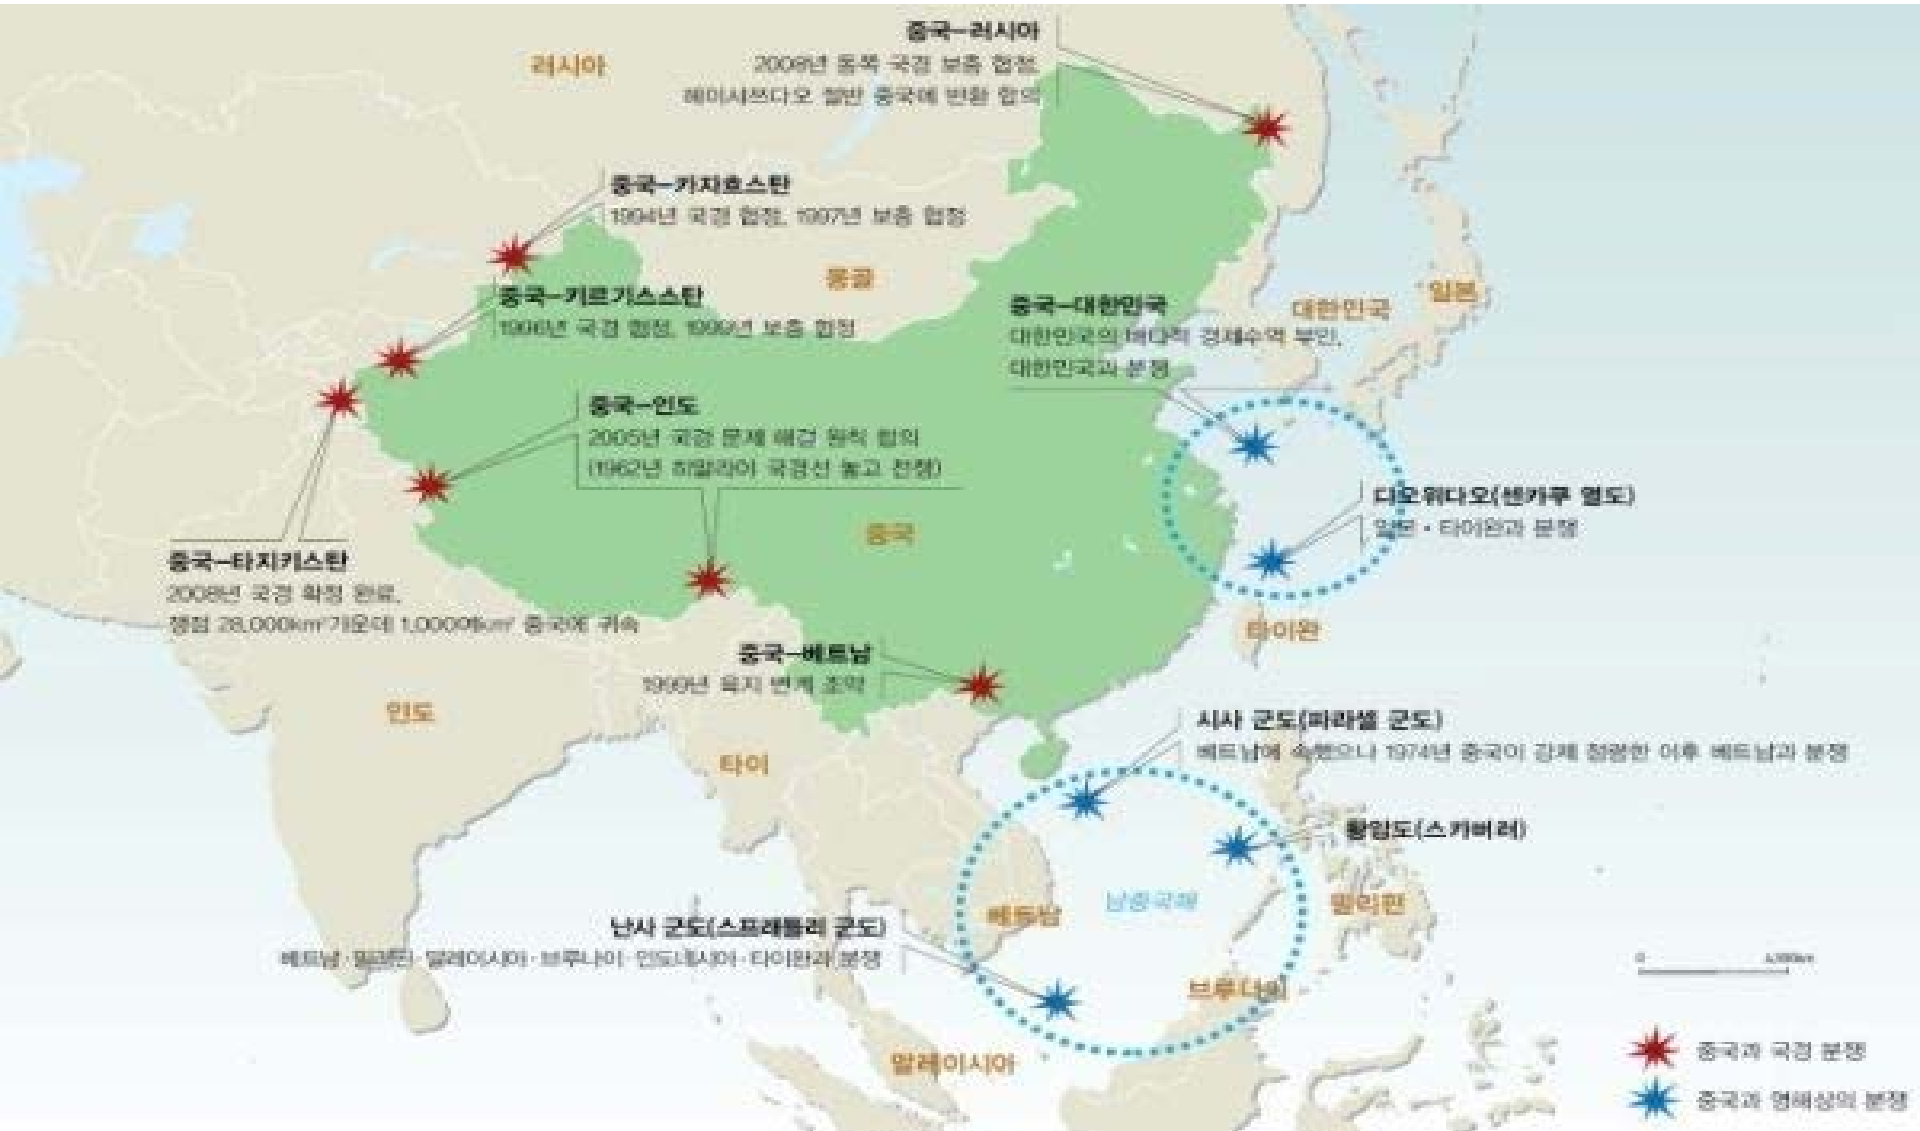 중국-러시아
2008년 동쪽 국경 보충 협정,
헤이샤쯔다오 절반 중국에 반환 합의
러시아
중국-카자흐스탄
1994년 국경 협정, 1997년 보충 협정
몽골
중국-키르기스스탄
1996년 국경 협정, 1999년 보충 협정
중국-대한민국
대한민국의 배타적 경제수역 부인,
대한민국과 분쟁
대한민국
일본
중국-인도
2005년 국경 문제 해결 원칙 합의
(1962년 히말라야 국경선 놓고 전쟁)
디오위다오(센카쿠 열도)
일본·타이완과 분쟁
중국
중국-타지키스탄
2008년 국경 확정 완료,
쟁점 28,000km² 가운데 1,000여km² 중국에 귀속
타이완
중국-베트남
1999년 육지 변계 조약
인도
타이
시사 군도(파라셀 군도)
베트남에 속했으나 1974년 중국이 강제 점령한 이후 베트남과 분쟁
황암도(스카버러)
남중국해
베트남
필리핀
난사 군도(스프래틀리 군도)
베트남·필리핀·말레이시아·브루나이·인도네시아·타이완과 분쟁
브루나이
말레이시아
0
중국과 국경 분쟁
중국과 영해상의 분쟁